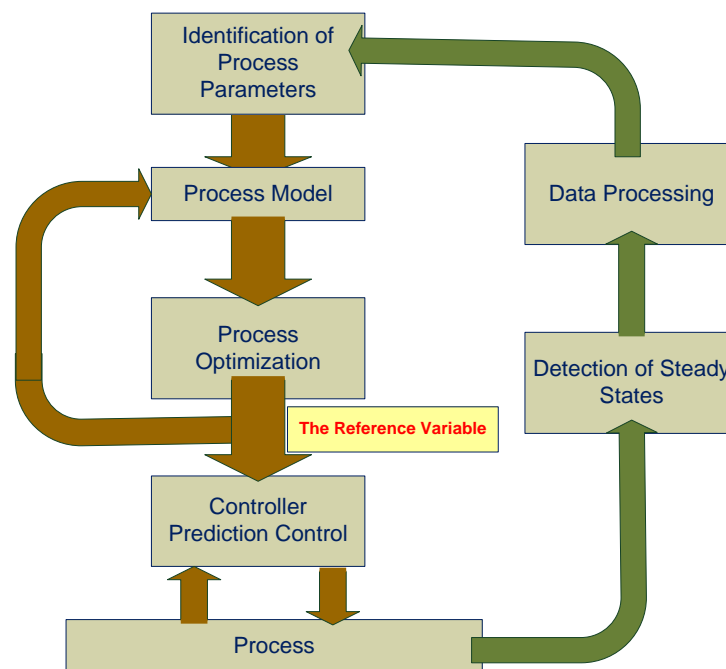 Identification of
Process
Parameters
Process Model
Data Processing
Process
Optimization
Detection of Steady
States
The Reference Variable
Controller
Prediction Control
Process